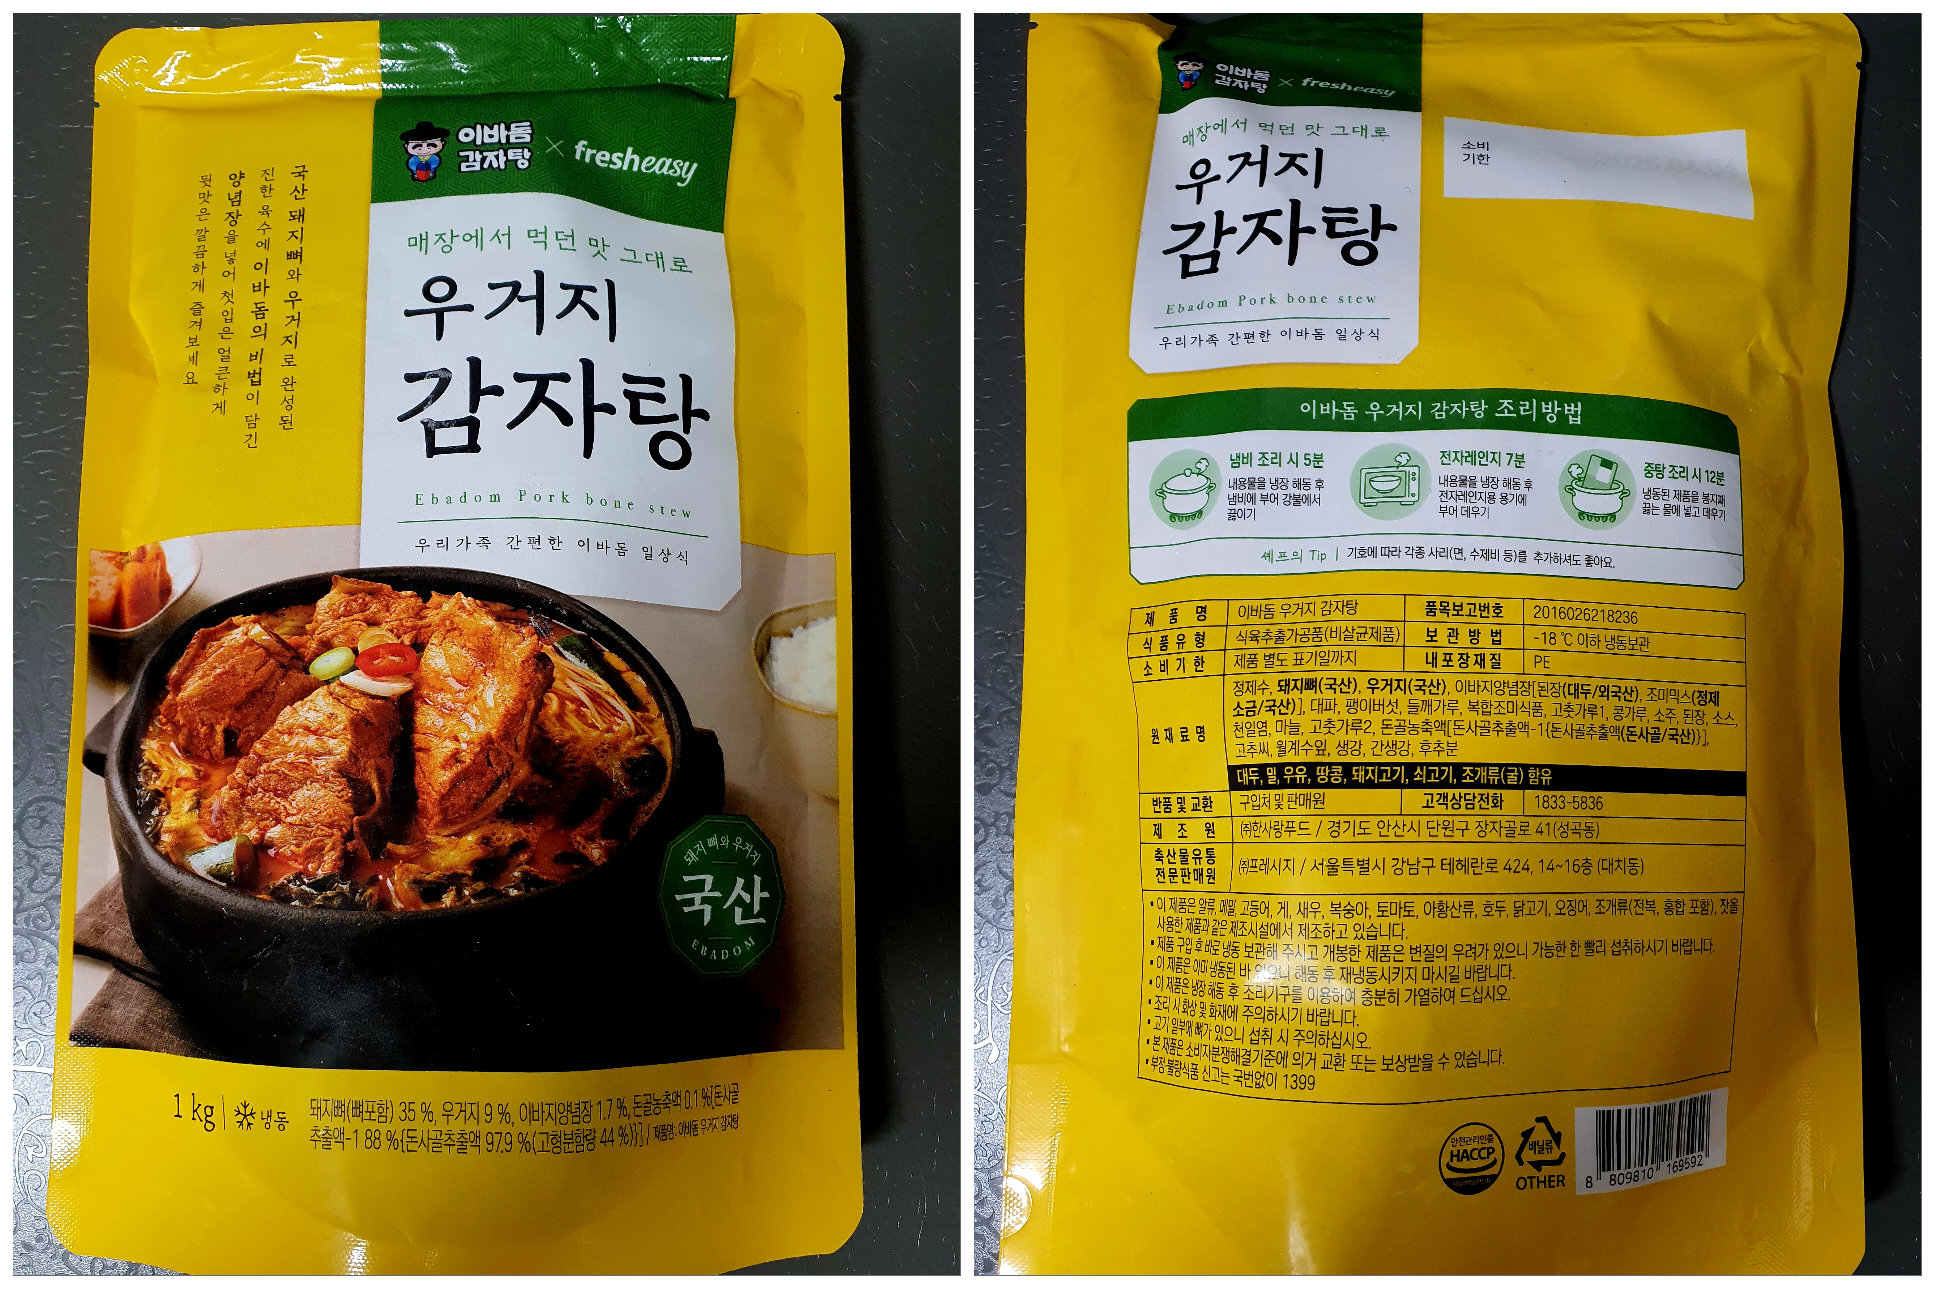 이바돔
감자탕 × fresheasy
매장에서 먹던 맛 그대로
우거지
감자탕
Ebadom Pork bone stew
우리가족 간편한 이바돔 일상식
국산 돼지뼈와 우거지로 완성된
진한 육수에 이바돔의 비법이 담긴
양념장을 넣어 첫입은 얼큰하게
뒷맛은 깔끔하게 즐겨보세요
돼지뼈와 우거지
국산
EBADOM
1 kg | 냉동
돼지뼈(뼈포함) 35 %, 우거지 9 %, 이바지양념장 1.7 %, 돈골농축액 0.1 %[돈사골
추출액-1 88 %{돈사골추출액 97.9 %(고형분함량 44 %)}] / 제품명: 이바돔 우거지 감자탕
이바돔
감자탕 × fresheasy
매장에서 먹던 맛 그대로
우거지
감자탕
Ebadom Pork bone stew
우리가족 간편한 이바돔 일상식
소비
기한
이바돔 우거지 감자탕 조리방법
냄비 조리 시 5분
내용물을 냉장 해동 후
냄비에 부어 강불에서
끓이기
전자레인지 7분
내용물을 냉장 해동 후
전자레인지용 용기에
부어 데우기
중탕 조리 시 12분
냉동된 제품을 봉지째
끓는 물에 넣고 데우기
셰프의 Tip | 기호에 따라 각종 사리(면, 수제비 등)를 추가하셔도 좋아요.
제품명 이바돔 우거지 감자탕 품목보고번호 2016026218236
식품유형 식육추출가공품(비살균제품) 보관방법 -18 ℃ 이하 냉동보관
소비기한 제품 별도 표기일까지 내포장재질 PE
원재료명 정제수, 돼지뼈(국산), 우거지(국산), 이바지양념장[된장(대두/외국산), 조미믹스(정제
소금/국산)], 대파, 팽이버섯, 들깨가루, 복합조미식품, 고춧가루1, 콩가루, 소주, 된장, 소스,
천일염, 마늘, 고춧가루2, 돈골농축액[돈사골추출액-1{돈사골추출액(돈사골/국산)}],
고추씨, 월계수잎, 생강, 간생강, 후추분
대두, 밀, 우유, 땅콩, 돼지고기, 쇠고기, 조개류(굴) 함유
반품 및 교환 구입처 및 판매원 고객상담전화 1833-5836
제조원 ㈜한사랑푸드 / 경기도 안산시 단원구 장자골로 41(성곡동)
축산물유통
전문판매원 ㈜프레시지 / 서울특별시 강남구 테헤란로 424, 14~16층 (대치동)
▪이 제품은 알류, 메밀, 고등어, 게, 새우, 복숭아, 토마토, 아황산류, 호두, 닭고기, 오징어, 조개류(전복, 홍합 포함), 잣을
사용한 제품과 같은 제조시설에서 제조하고 있습니다.
▪제품 구입 후 바로 냉동 보관해 주시고 개봉한 제품은 변질의 우려가 있으니 가능한 한 빨리 섭취하시기 바랍니다.
▪이 제품은 이미 냉동된 바 있으니 해동 후 재냉동시키지 마시길 바랍니다.
▪이 제품은 냉장 해동 후 조리기구를 이용하여 충분히 가열하여 드십시오.
▪조리 시 화상 및 화재에 주의하시기 바랍니다.
▪고기 일부에 뼈가 있으니 섭취 시 주의하십시오.
▪본 제품은 소비자분쟁해결기준에 의거 교환 또는 보상받을 수 있습니다.
▪부정·불량식품 신고는 국번없이 1399
안전관리인증
HACCP
비닐류
OTHER
8 809810 169592